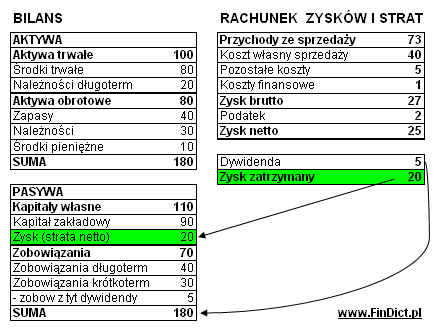 BILANS
AKTYWA
Aktywa trwałe 100
Środki trwałe 80
Należności długoterm 20
Aktywa obrotowe 80
Zapasy 40
Należności 30
Środki pieniężne 10
SUMA 180
PASYWA
Kapitały własne 110
Kapitał zakładowy 90
Zysk (strata netto) 20
Zobowiązania 70
Zobowiązania długoterm 40
Zobowiązania krótkoterm 30
- zobow z tyt dywidendy 5
SUMA 180
RACHUNEK ZYSKÓW I STRAT
Przychody ze sprzedaży 73
Koszt własny sprzedaży 40
Pozostałe koszty 5
Koszty finansowe 1
Zysk brutto 27
Podatek 2
Zysk netto 25
Dywidenda 5
Zysk zatrzymany 20
www.FinDict.pl